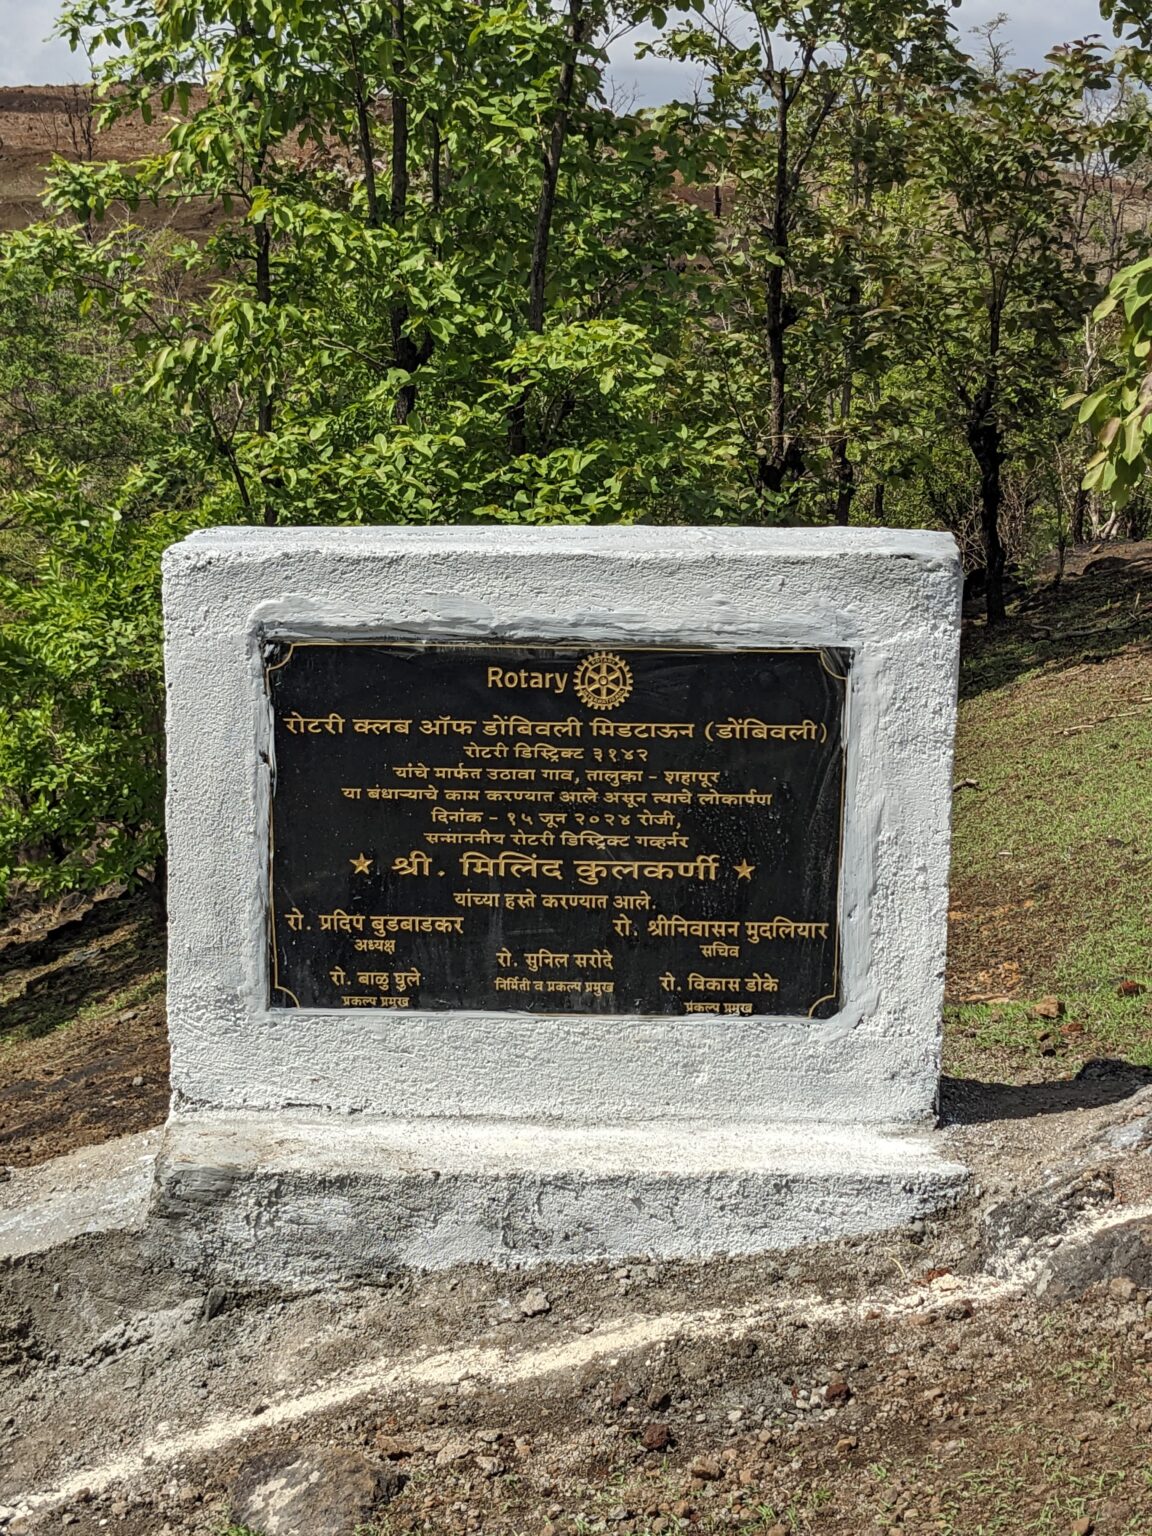 Rotary
रोटरी क्लब ऑफ डोंबिवली मिडटाऊन (डोंबिवली)
रोटरी डिस्ट्रिक्ट ३१४२
यांचे मार्फत उठावा गाव, तालुका - शहापूर
या बंधाऱ्याचे काम करण्यात आले असून त्याचे लोकार्पण
दिनांक - १५ जून २०२४ रोजी,
सन्माननीय रोटरी डिस्ट्रिक्ट गव्हर्नर
★ श्री. मिलिंद कुलकर्णी ★
यांच्या हस्ते करण्यात आले.
रो. प्रदिप बुडबाडकर
अध्यक्ष
रो. श्रीनिवासन मुदलियार
सचिव
रो. सुनिल सरोदे
निर्मिती व प्रकल्प प्रमुख
रो. बाळु घुले
प्रकल्प प्रमुख
रो. विकास डोके
प्रकल्प प्रमुख